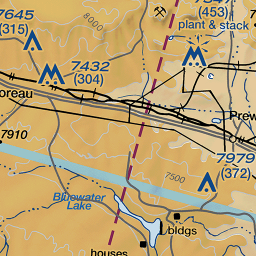 7645
(315)
8000
(453)
plant & stack
7432
(304)
oreau
Prew
7910
7979
(372)
7500
Bluewater
Lake
bldgs
houses